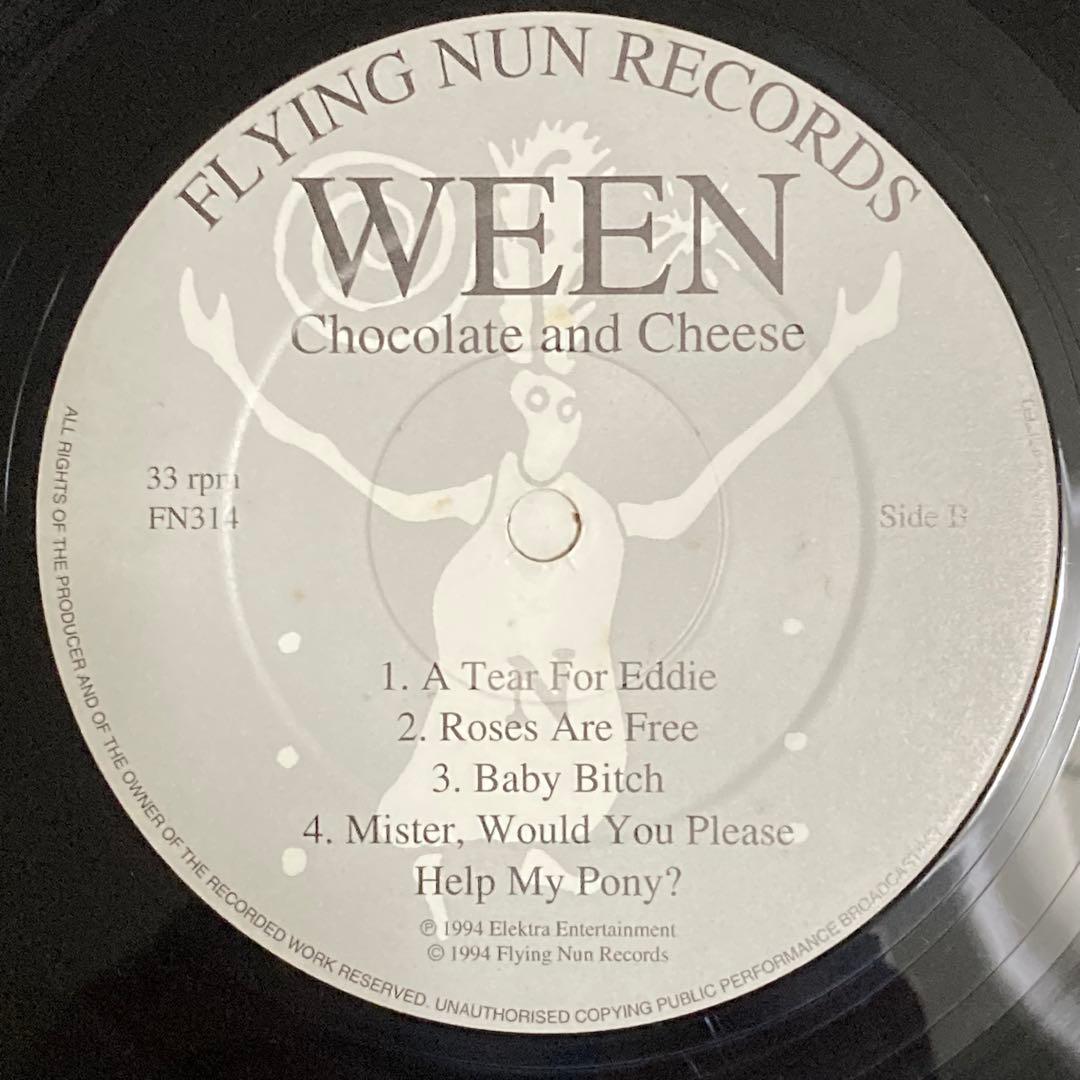 FLYING NUN RECORDS
WEEN
Chocolate and Cheese
33 rpm
FN314
Side B
1. A Tear For Eddie
2. Roses Are Free
3. Baby Bitch
4. Mister, Would You Please
Help My Pony?
℗ 1994 Elektra Entertainment
© 1994 Flying Nun Records
ALL RIGHTS OF THE PRODUCER AND OF THE OWNER OF THE RECORDED WORK RESERVED. UNAUTHORISED COPYING PUBLIC PERFORMANCE BROADCASTING